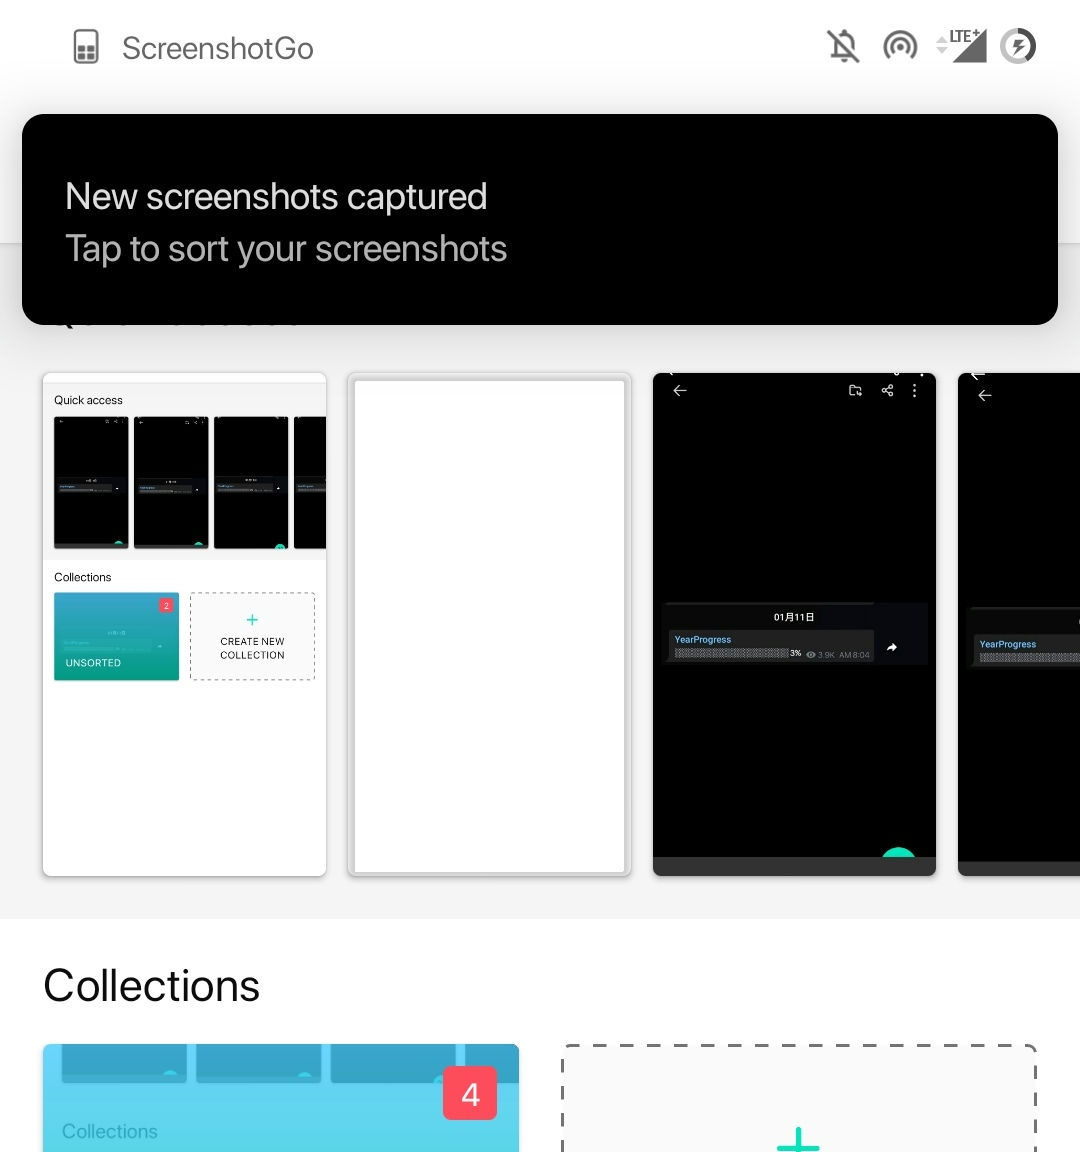 ScreenshotGo
LTE+
New screenshots captured
Tap to sort your screenshots
Quick access
Collections
2
UNSORTED
CREATE NEW
COLLECTION
01月11日
YearProgress
3% 3.9K AM 8:04
YearProgress
Collections
4
Collections